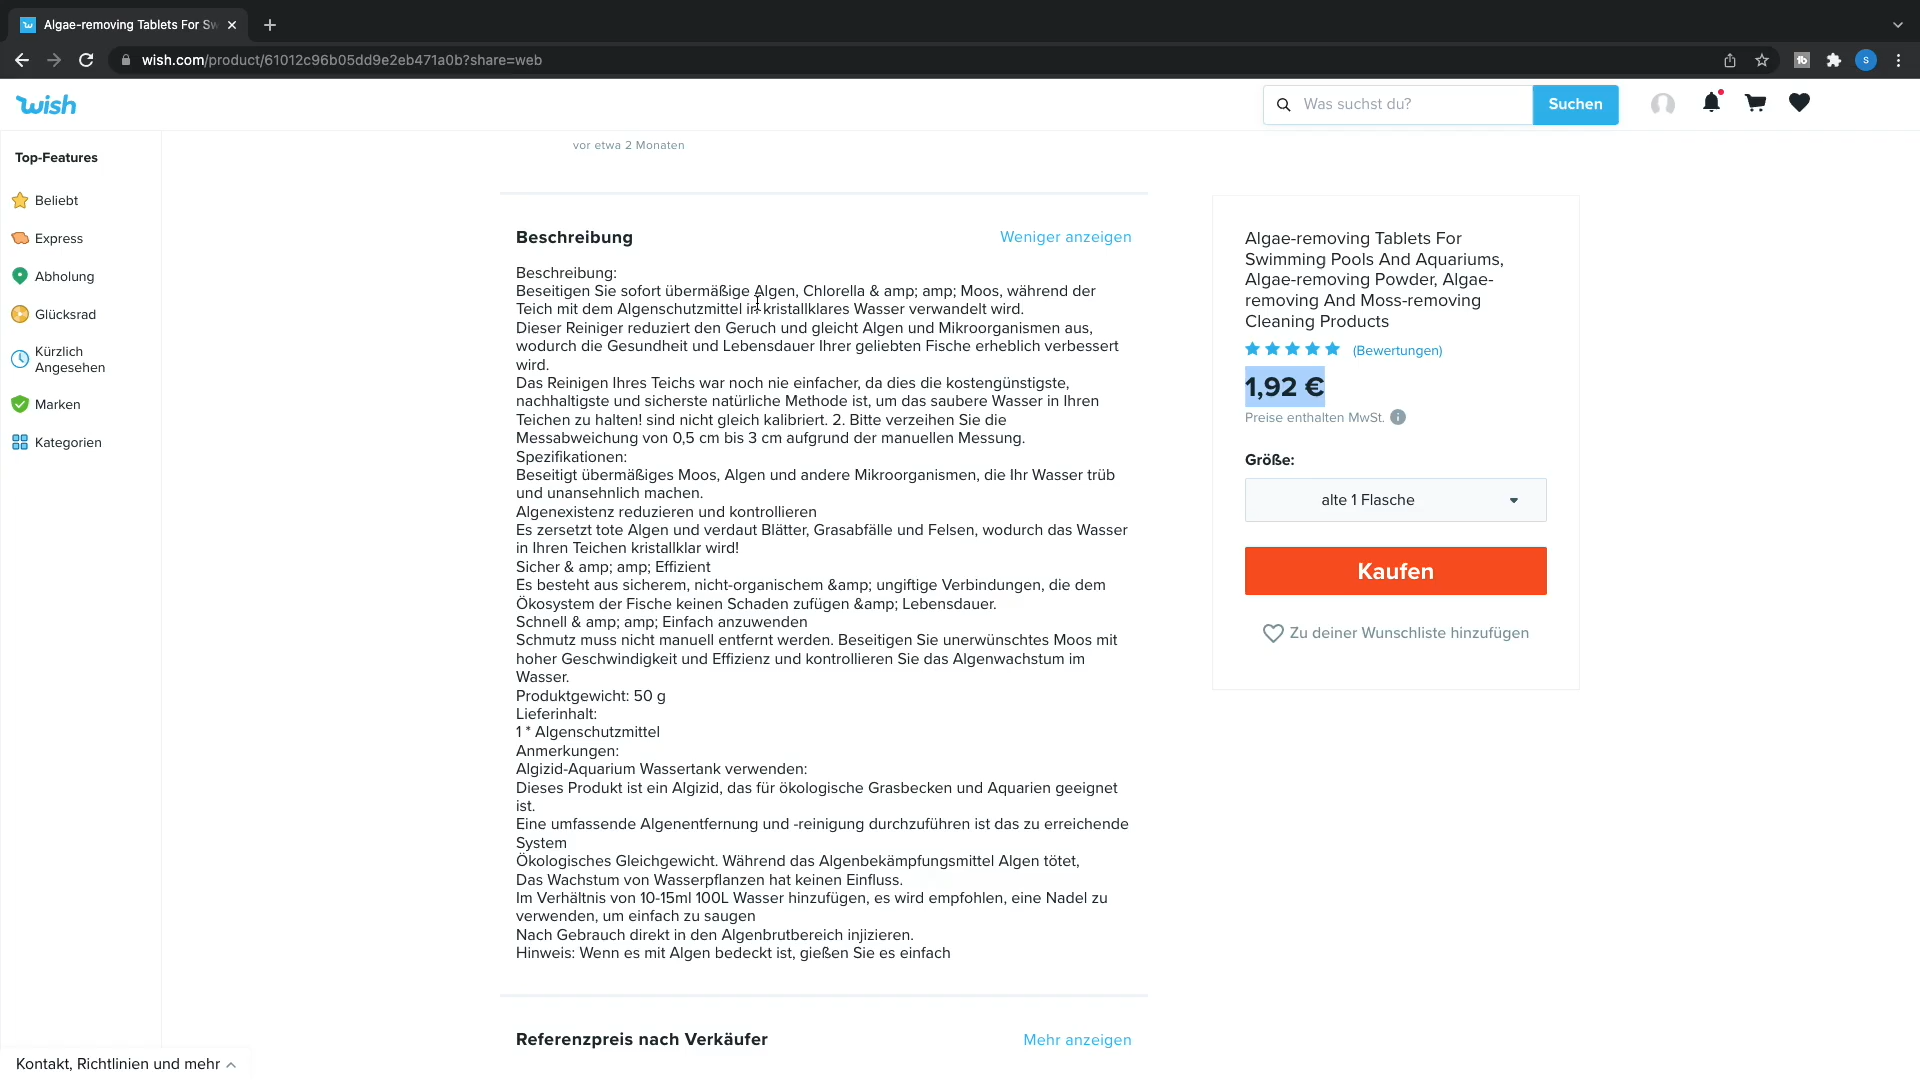 Algae-removing Tablets For Sw
wish.com/product/61012c96b05dd9e2eb471a0b?share=web
s
wish
Was suchst du?
Suchen
Top-Features
Beliebt
Express
Abholung
Glücksrad
Kürzlich
Angesehen
Marken
Kategorien
vor etwa 2 Monaten
Beschreibung
Weniger anzeigen
Beschreibung:
Beseitigen Sie sofort übermäßige Algen, Chlorella & amp; amp; Moos, während der
Teich mit dem Algenschutzmittel in kristallklares Wasser verwandelt wird.
Dieser Reiniger reduziert den Geruch und gleicht Algen und Mikroorganismen aus,
wodurch die Gesundheit und Lebensdauer Ihrer geliebten Fische erheblich verbessert
wird.
Das Reinigen Ihres Teichs war noch nie einfacher, da dies die kostengünstigste,
nachhaltigste und sicherste natürliche Methode ist, um das saubere Wasser in Ihren
Teichen zu halten! sind nicht gleich kalibriert. 2. Bitte verzeihen Sie die
Messabweichung von 0,5 cm bis 3 cm aufgrund der manuellen Messung.
Spezifikationen:
Beseitigt übermäßiges Moos, Algen und andere Mikroorganismen, die Ihr Wasser trüb
und unansehnlich machen.
Algenexistenz reduzieren und kontrollieren
Es zersetzt tote Algen und verdaut Blätter, Grasabfälle und Felsen, wodurch das Wasser
in Ihren Teichen kristallklar wird!
Sicher & amp; amp; Effizient
Es besteht aus sicherem, nicht-organischem &amp; ungiftige Verbindungen, die dem
Ökosystem der Fische keinen Schaden zufügen &amp; Lebensdauer.
Schnell & amp; amp; Einfach anzuwenden
Schmutz muss nicht manuell entfernt werden. Beseitigen Sie unerwünschtes Moos mit
hoher Geschwindigkeit und Effizienz und kontrollieren Sie das Algenwachstum im
Wasser.
Produktgewicht: 50 g
Lieferinhalt:
1 * Algenschutzmittel
Anmerkungen:
Algizid-Aquarium Wassertank verwenden:
Dieses Produkt ist ein Algizid, das für ökologische Grasbecken und Aquarien geeignet
ist.
Eine umfassende Algenentfernung und -reinigung durchzuführen ist das zu erreichende
System
Ökologisches Gleichgewicht. Während das Algenbekämpfungsmittel Algen tötet,
Das Wachstum von Wasserpflanzen hat keinen Einfluss.
Im Verhältnis von 10-15ml 100L Wasser hinzufügen, es wird empfohlen, eine Nadel zu
verwenden, um einfach zu saugen
Nach Gebrauch direkt in den Algenbrutbereich injizieren.
Hinweis: Wenn es mit Algen bedeckt ist, gießen Sie es einfach
Referenzpreis nach Verkäufer
Mehr anzeigen
Algae-removing Tablets For
Swimming Pools And Aquariums,
Algae-removing Powder, Algae-
removing And Moss-removing
Cleaning Products
(Bewertungen)
1,92 €
Preise enthalten MwSt.
Größe:
alte 1 Flasche
Kaufen
Zu deiner Wunschliste hinzufügen
Kontakt, Richtlinien und mehr